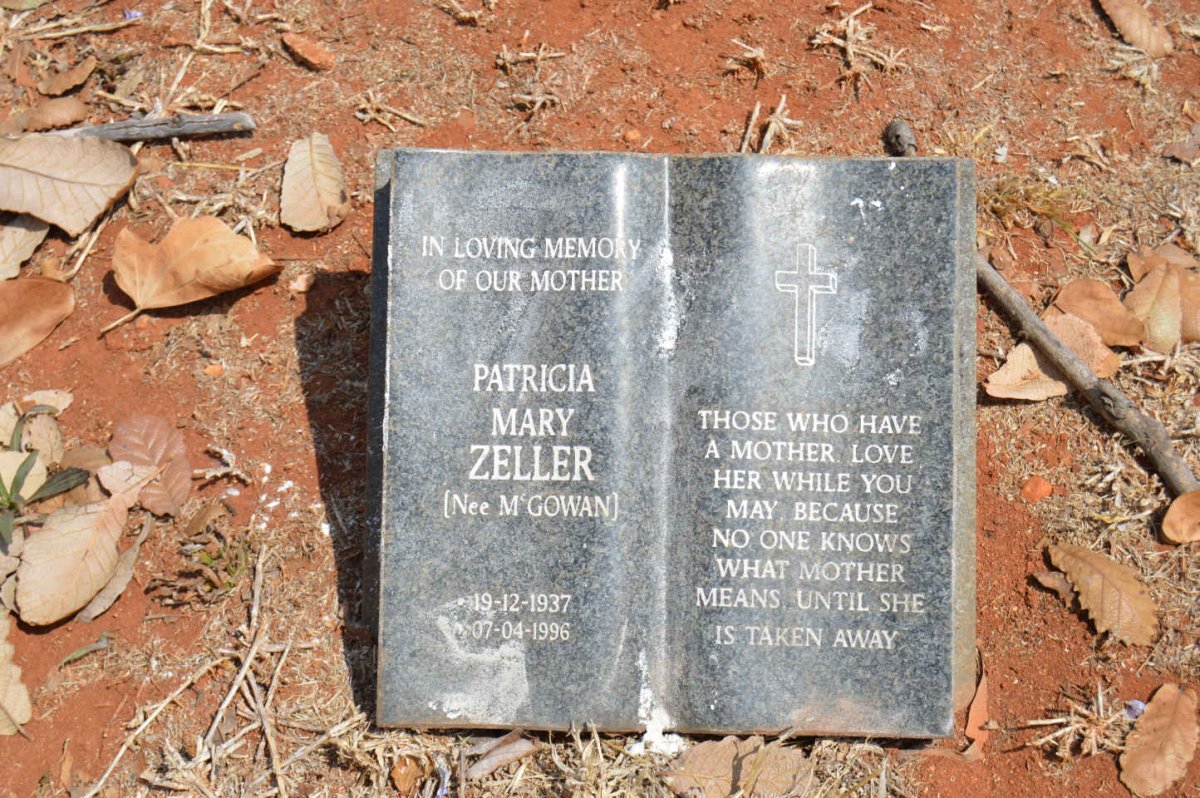 IN LOVING MEMORY
OF OUR MOTHER
PATRICIA
MARY
ZELLER
(Nee McGOWAN)
19-12-1937
07-04-1996
THOSE WHO HAVE
A MOTHER, LOVE
HER WHILE YOU
MAY, BECAUSE
NO ONE KNOWS
WHAT MOTHER
MEANS, UNTIL SHE
IS TAKEN AWAY